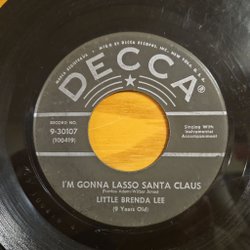 DECCA
RECORD NO.
9-30107
(100419)
Singing With
Instrumental
Accompaniment
I'M GONNA LASSO SANTA CLAUS
LITTLE BRENDA LEE
(9 Years Old)